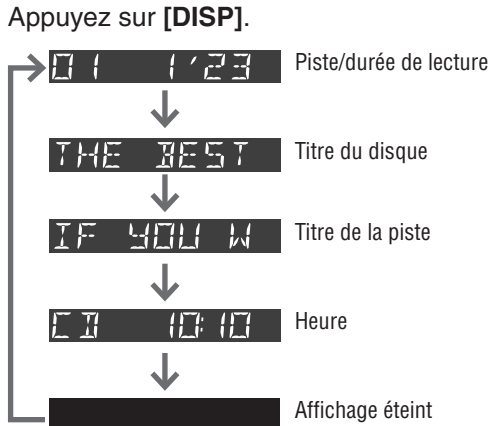 Appuyez sur [DISP].
01 1'23 Piste/durée de lecture
THE BEST Titre du disque
IF YOU W Titre de la piste
CD 10:10 Heure
Affichage éteint